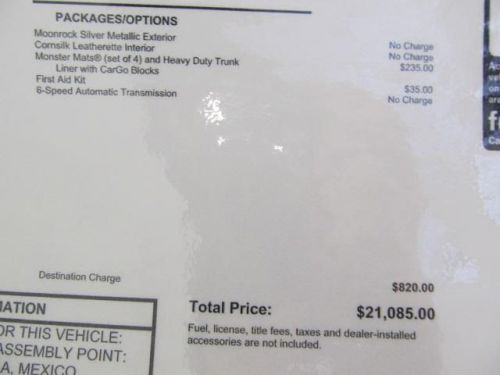 PACKAGES/OPTIONS
Moonrock Silver Metallic Exterior No Charge
Cornsilk Leatherette Interior No Charge
Monster Mats® (set of 4) and Heavy Duty Trunk
Liner with CarGo Blocks $235.00
First Aid Kit $35.00
6-Speed Automatic Transmission No Charge
Destination Charge $820.00
Total Price: $21,085.00
Fuel, license, title fees, taxes and dealer-installed
accessories are not included.
MATION
OR THIS VEHICLE:
ASSEMBLY POINT:
A, MEXICO